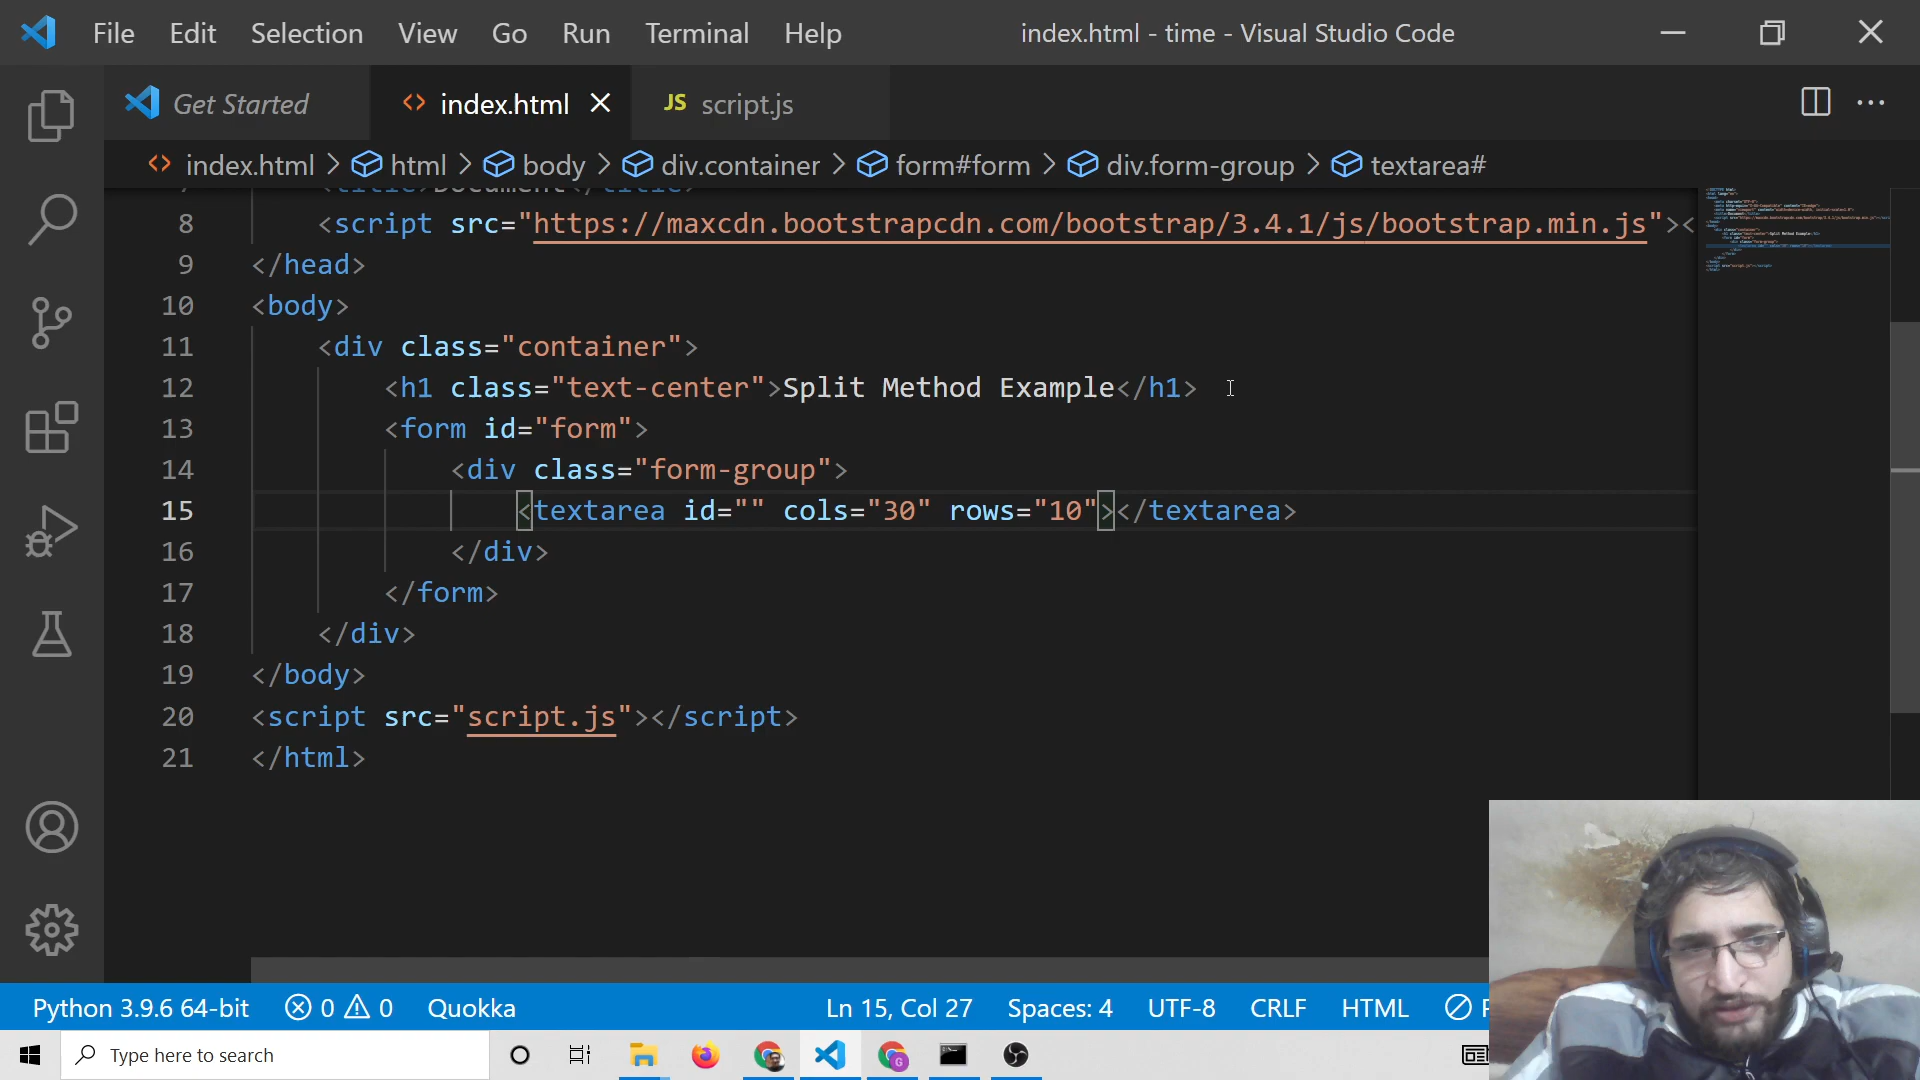 File Edit Selection View Go Run Terminal Help index.html - time - Visual Studio Code
Get Started index.html JS script.js
index.html > html > body > div.container > form#form > div.form-group > textarea#
8 <script src="https://maxcdn.bootstrapcdn.com/bootstrap/3.4.1/js/bootstrap.min.js"><
9 </head>
10 <body>
11 <div class="container">
12 <h1 class="text-center">Split Method Example</h1>
13 <form id="form">
14 <div class="form-group">
15 <textarea id="" cols="30" rows="10"></textarea>
16 </div>
17 </form>
18 </div>
19 </body>
20 <script src="script.js"></script>
21 </html>
Python 3.9.6 64-bit 0 0 Quokka Ln 15, Col 27 Spaces: 4 UTF-8 CRLF HTML
Type here to search